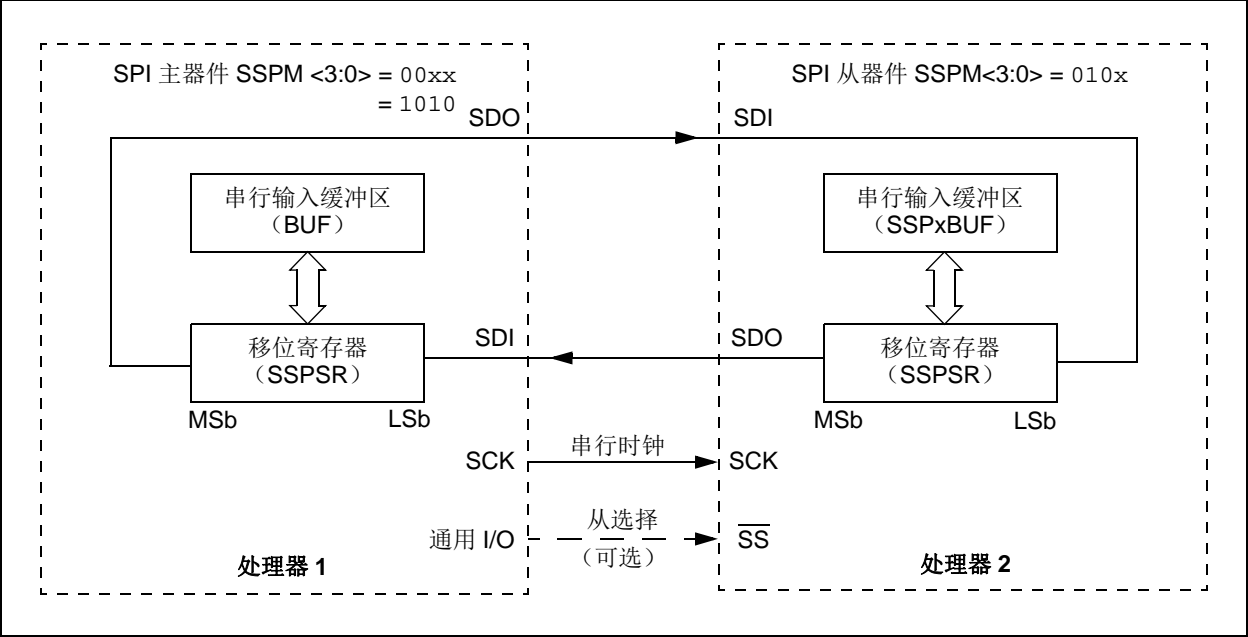 SPI 主器件 SSPM <3:0> = 00xx
= 1010
SDO
串行输入缓冲区
（BUF）
移位寄存器
（SSPSR）
MSb
LSb
SDI
SCK
通用 I/O
处理器 1
串行时钟
从选择
（可选）
SPI 从器件 SSPM<3:0> = 010x
SDI
串行输入缓冲区
（SSPxBUF）
SDO
移位寄存器
（SSPSR）
MSb
LSb
SCK
S̅S̅
处理器 2